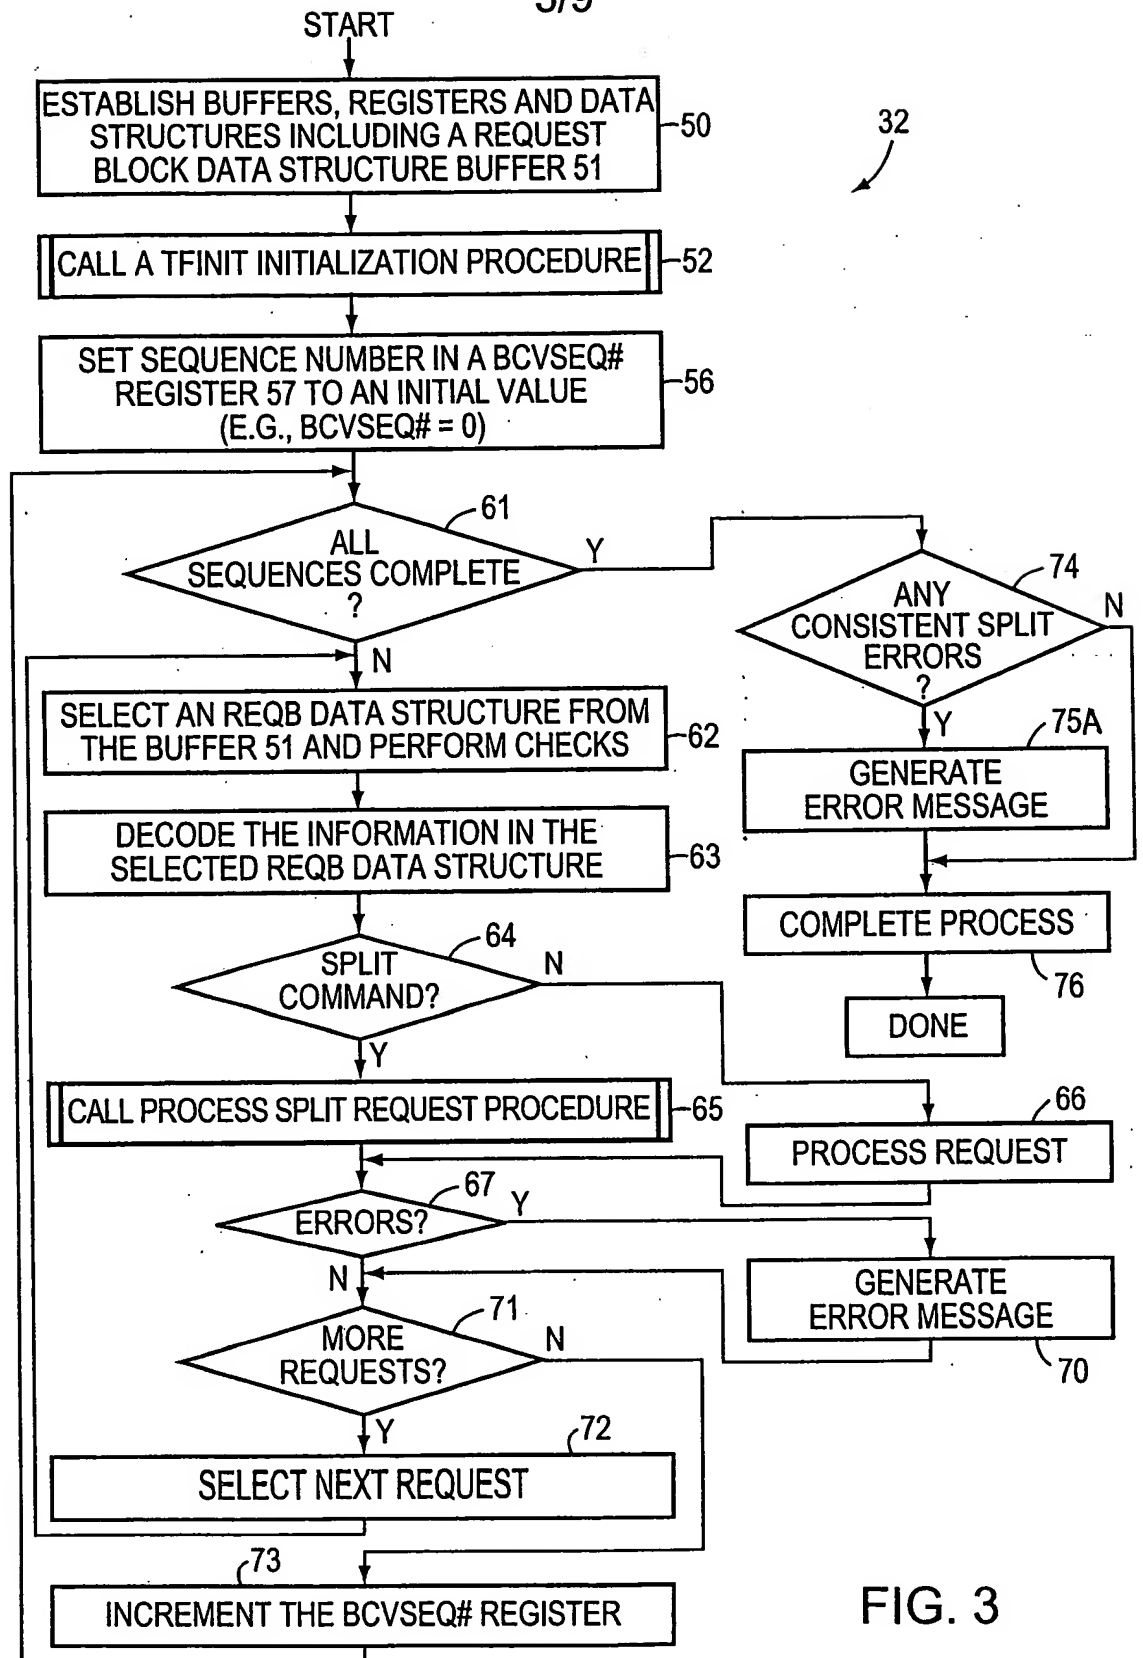 3/9
START
ESTABLISH BUFFERS, REGISTERS AND DATA
STRUCTURES INCLUDING A REQUEST
BLOCK DATA STRUCTURE BUFFER 51
50
32
CALL A TFINIT INITIALIZATION PROCEDURE
52
SET SEQUENCE NUMBER IN A BCVSEQ#
REGISTER 57 TO AN INITIAL VALUE
(E.G., BCVSEQ# = 0)
56
61
ALL
SEQUENCES COMPLETE
?
Y
N
74
ANY
CONSISTENT SPLIT
ERRORS
?
N
Y
SELECT AN REQB DATA STRUCTURE FROM
THE BUFFER 51 AND PERFORM CHECKS
62
75A
GENERATE
ERROR MESSAGE
DECODE THE INFORMATION IN THE
SELECTED REQB DATA STRUCTURE
63
COMPLETE PROCESS
76
DONE
64
SPLIT
COMMAND?
N
Y
CALL PROCESS SPLIT REQUEST PROCEDURE
65
66
PROCESS REQUEST
67
ERRORS?
Y
N
GENERATE
ERROR MESSAGE
70
71
MORE
REQUESTS?
N
Y
72
SELECT NEXT REQUEST
73
INCREMENT THE BCVSEQ# REGISTER
FIG. 3